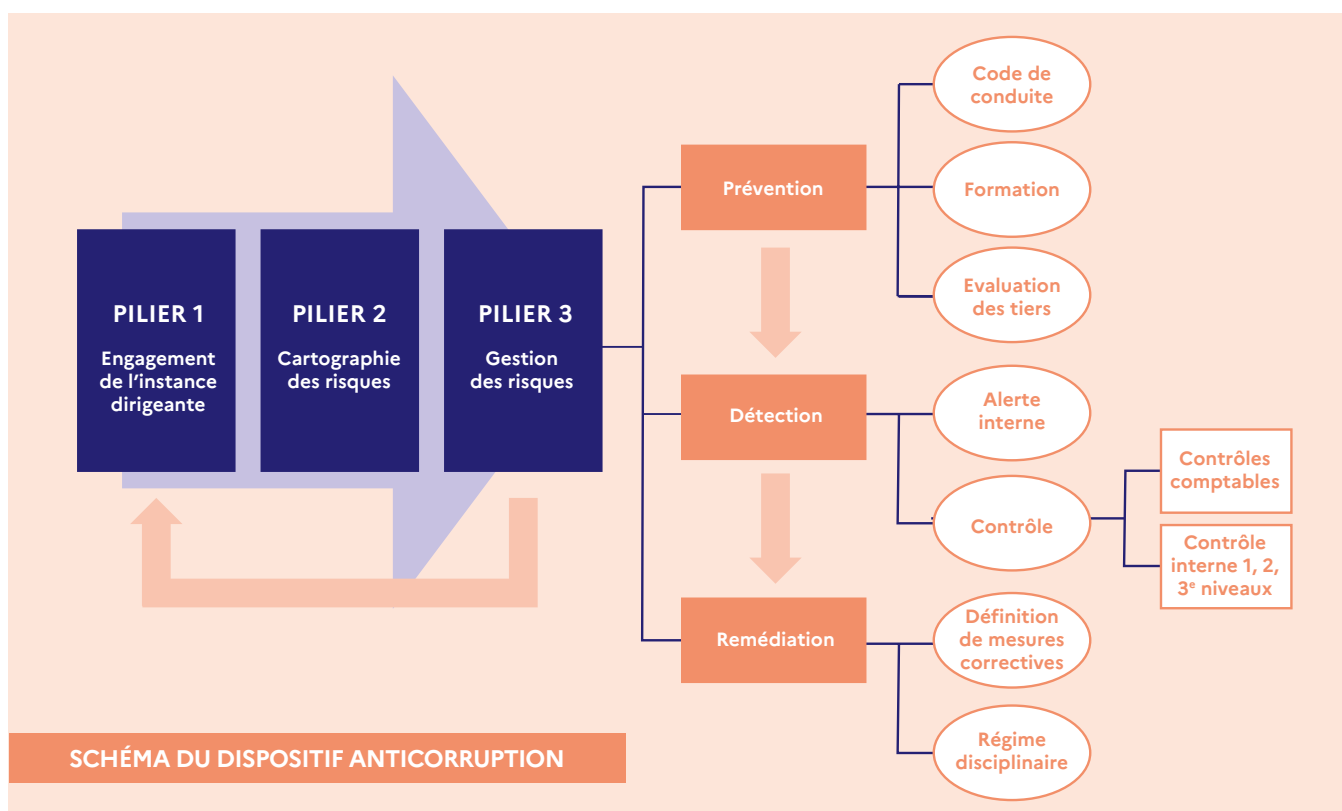 PILIER 1
Engagement
de l’instance
dirigeante
PILIER 2
Cartographie
des risques
PILIER 3
Gestion
des risques
Prévention
Code de
conduite
Formation
Evaluation
des tiers
Détection
Alerte
interne
Contrôle
Contrôles
comptables
Contrôle
interne 1, 2,
3e niveaux
Remédiation
Définition
de mesures
correctives
Régime
disciplinaire
SCHÉMA DU DISPOSITIF ANTICORRUPTION